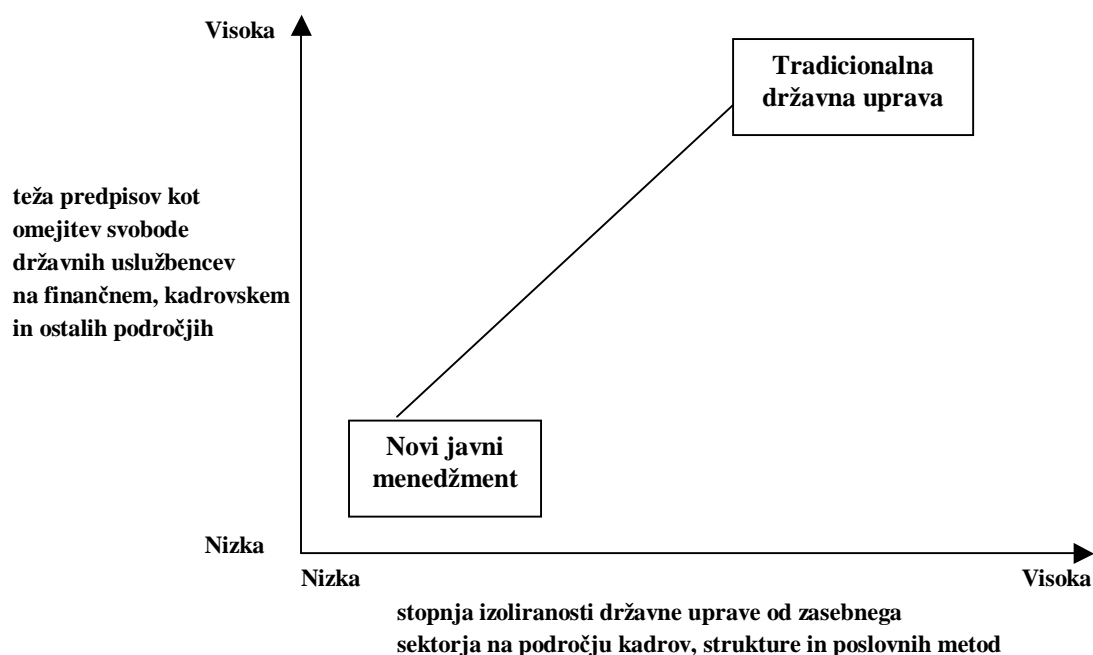 Visoka
Tradicionalna
državna uprava
teža predpisov kot
omejitev svobode
državnih uslužbencev
na finančnem, kadrovskem
in ostalih področjih
Novi javni
menedžment
Nizka
Nizka
Visoka
stopnja izoliranosti državne uprave od zasebnega
sektorja na področju kadrov, strukture in poslovnih metod